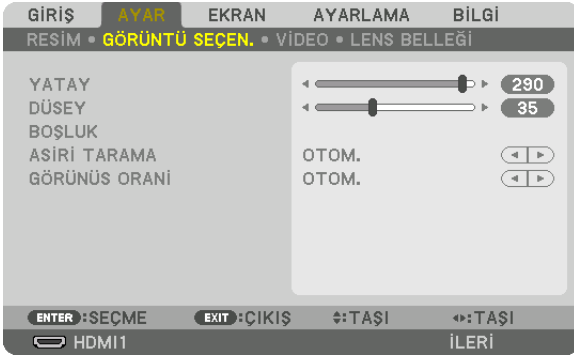 GİRİŞ AYAR EKRAN AYARLAMA BİLGİ
RESİM • GÖRÜNTÜ SEÇEN. • VİDEO • LENS BELLEĞİ
YATAY 290
DÜSEY 35
BOŞLUK
ASİRİ TARAMA OTOM.
GÖRÜNÜS ORANİ OTOM.
ENTER :SEÇME EXIT :ÇIKIŞ :TAŞI :TAŞI
HDMI1 İLERİ